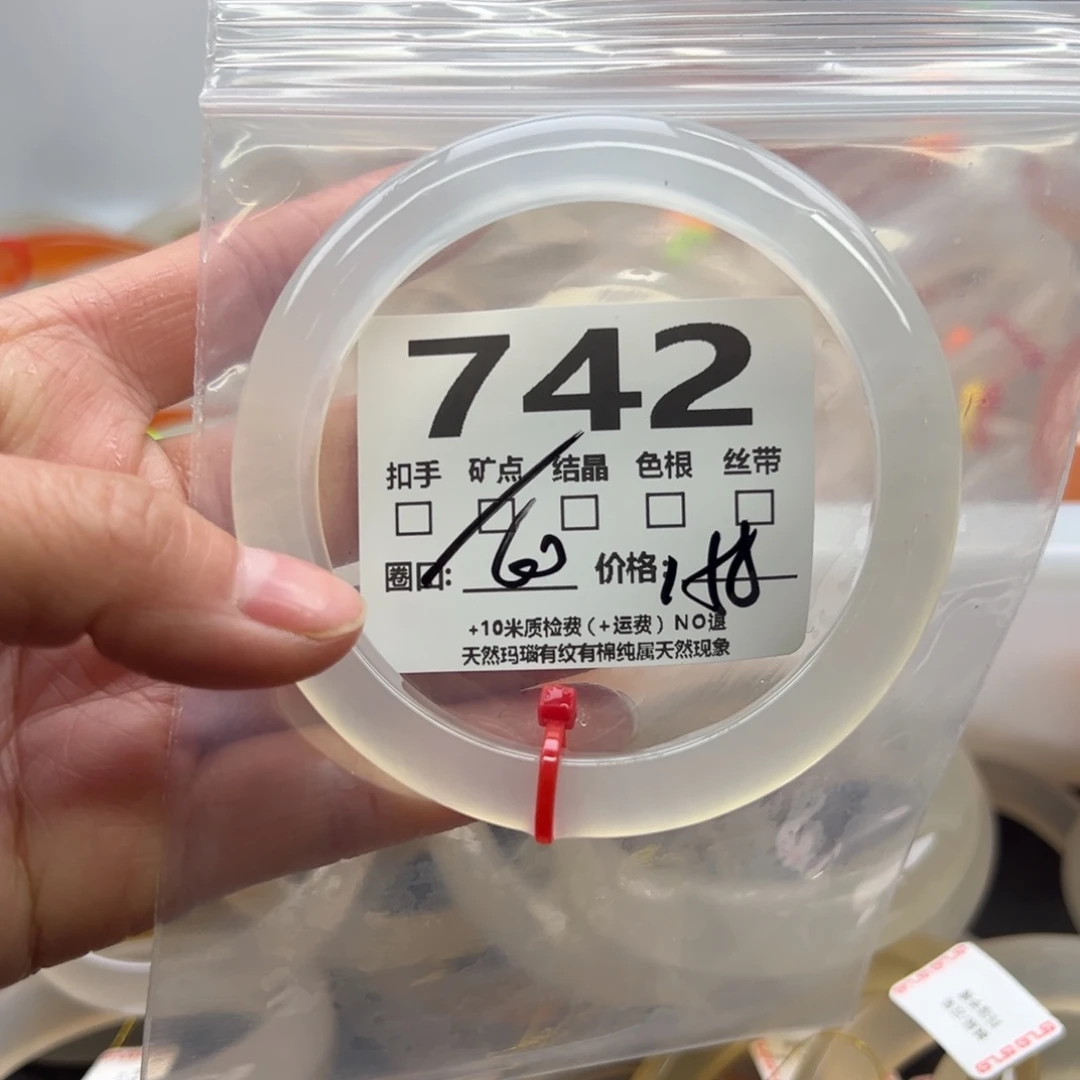 742
扣手 矿点 结晶 色根 丝带
圈口: 60 价格: 188
+10米质检费(+运费) NO退
天然玛瑙有纹有棉纯属天然现象